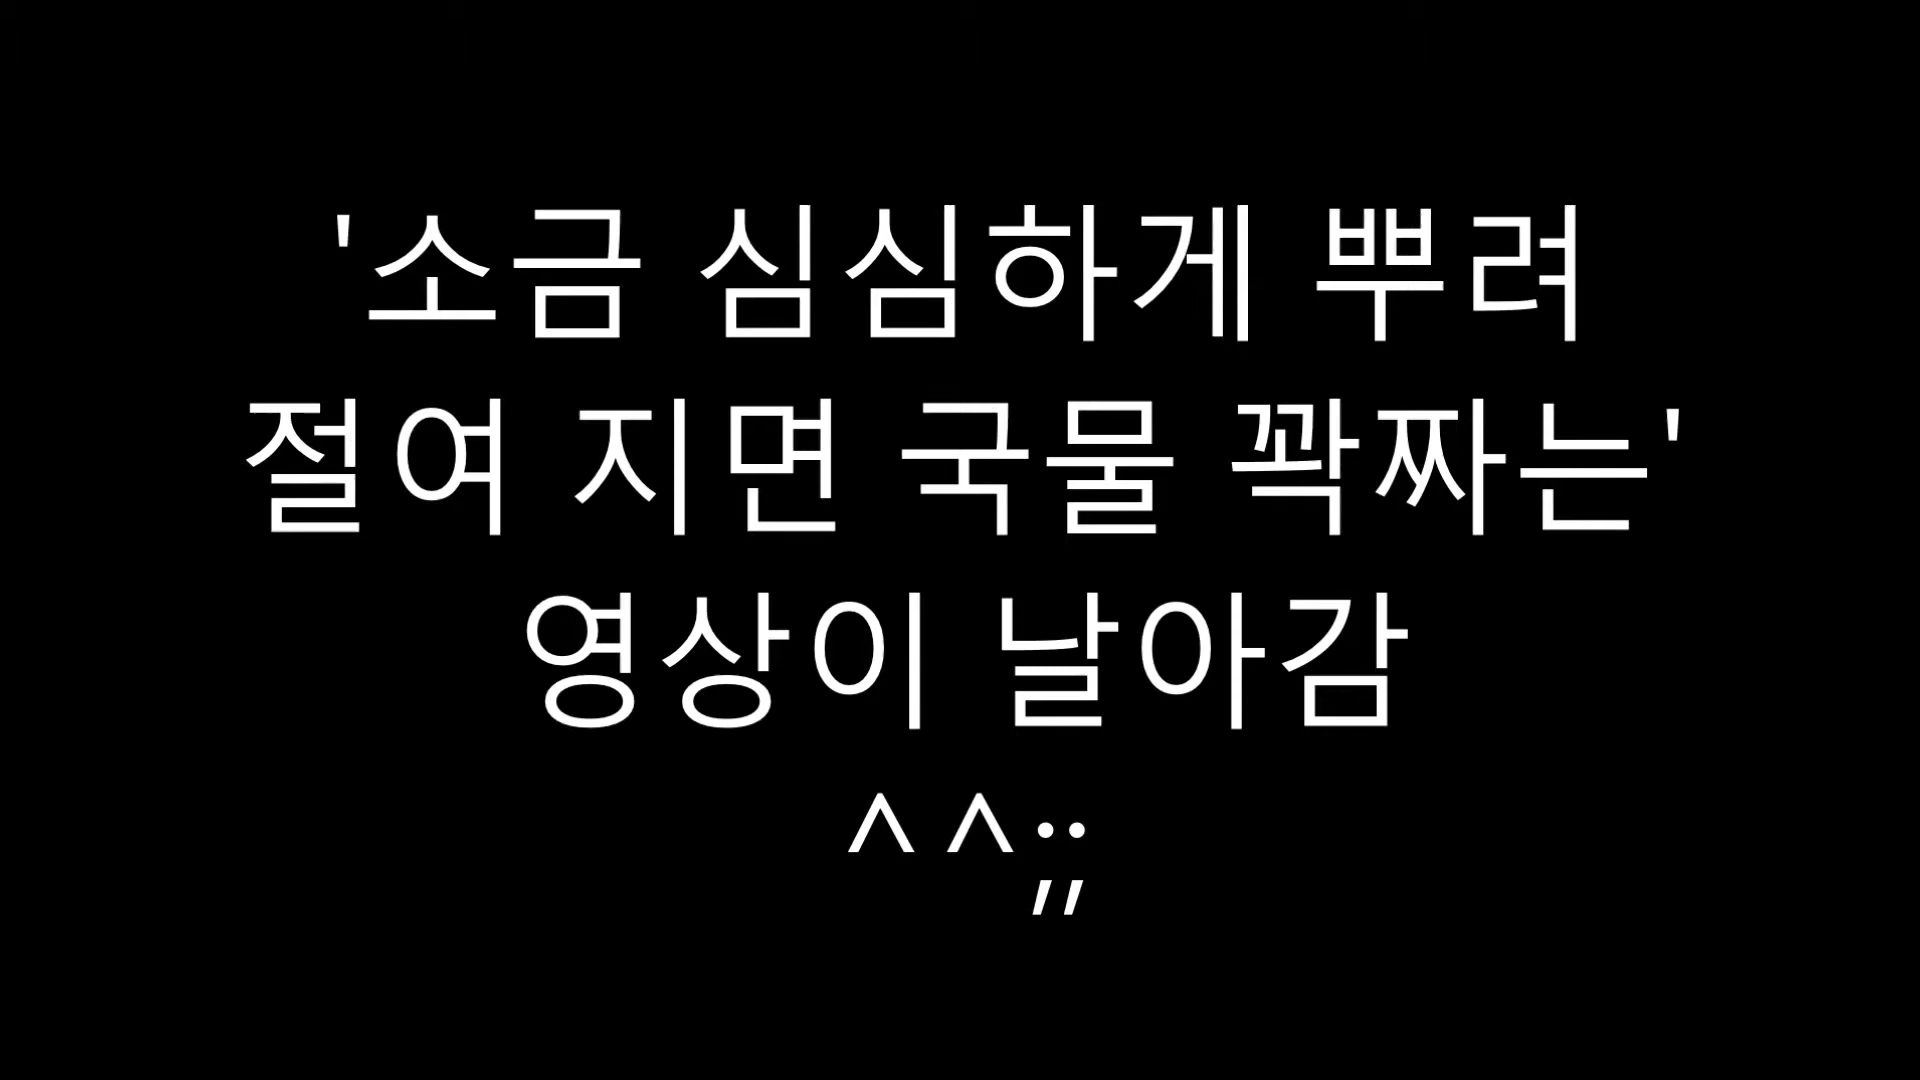 '소금 심심하게 뿌려
절여 지면 국물 꽉짜는'
영상이 날아감
^^;;